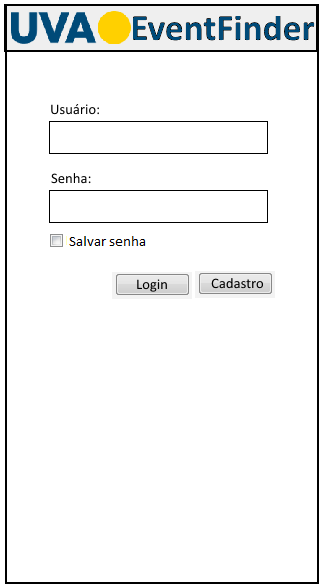 UVA EventFinder
Usuário:
Senha:
Salvar senha
Login Cadastro